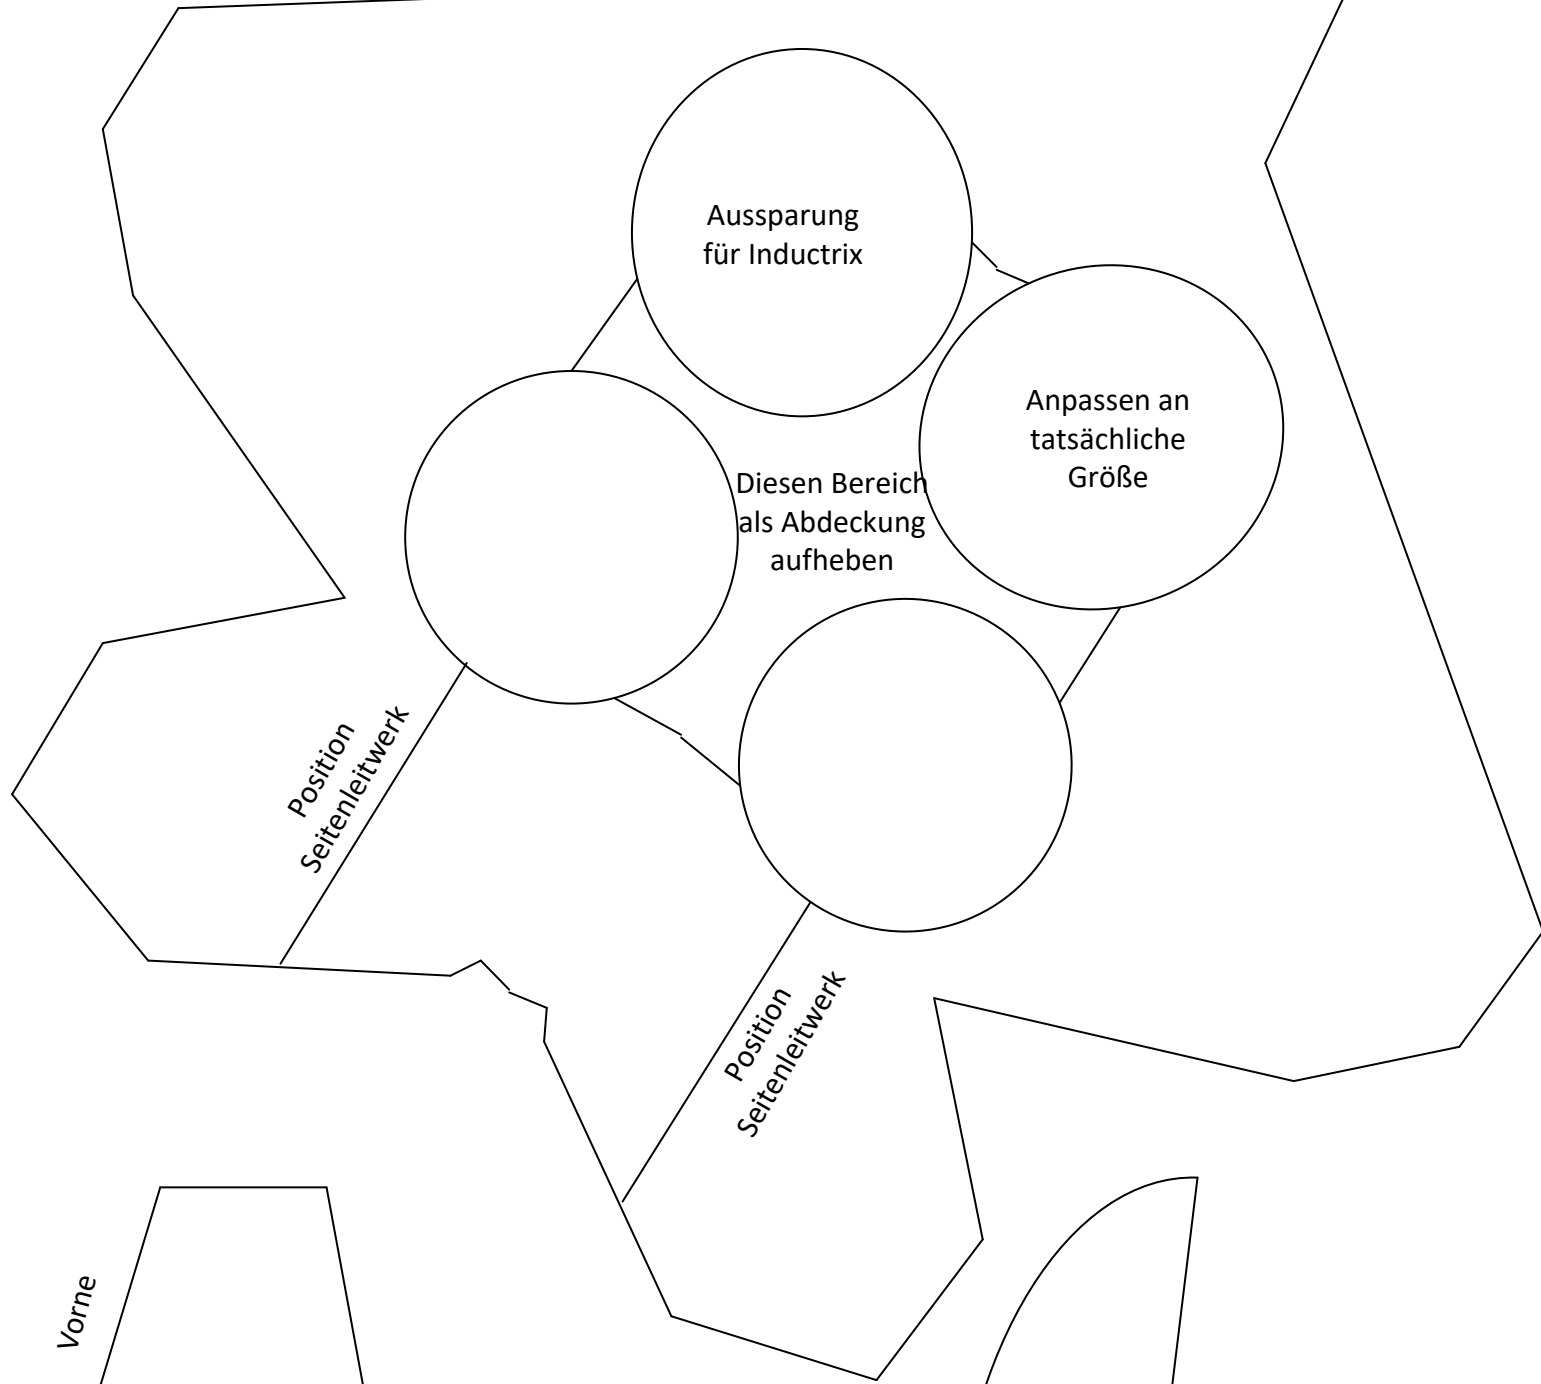 Aussparung
für Inductrix
Anpassen an
tatsächliche
Größe
Diesen Bereich
als Abdeckung
aufheben
Position
Seitenleitwerk
Position
Seitenleitwerk
Vorne